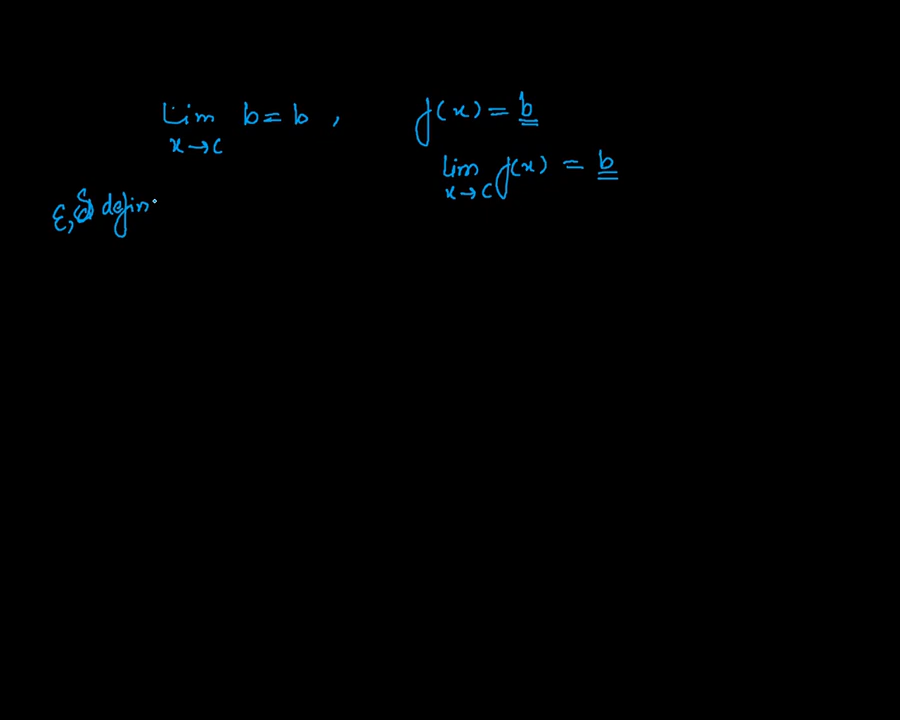 Lim b = b , f(x) = b
x→c
lim f(x) = b
x→c
ε, δ defin